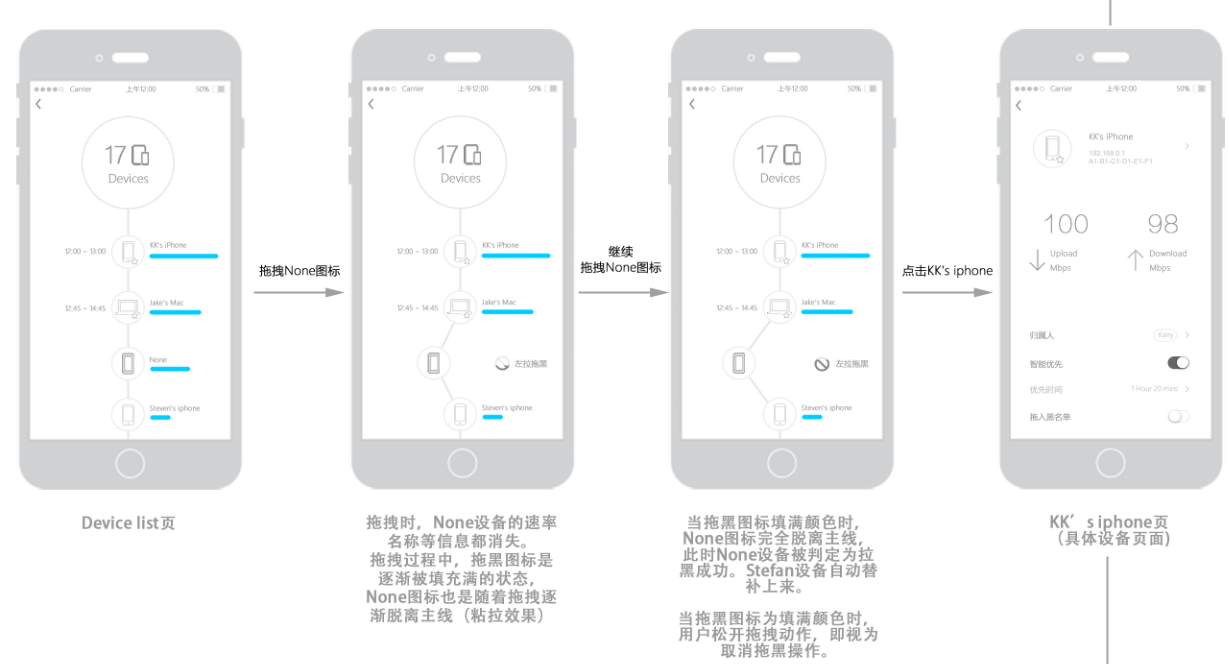 Carrier 上午12:00 50%
17
Devices
12:00 – 13:00 KK's iPhone
12:45 – 14:45 Jake's Mac
None
Steven's iphone
Device list页
拖拽None图标
Carrier 上午12:00 50%
17
Devices
12:00 – 13:00 KK's iPhone
12:45 – 14:45 Jake's Mac
左拉拖黑
Steven's iphone
拖拽时，None设备的速率
名称等信息都消失。
拖拽过程中，拖黑图标是
逐渐被填充满的状态，
None图标也是随着拖拽逐
渐脱离主线（粘拉效果）
继续
拖拽None图标
Carrier 上午12:00 50%
17
Devices
12:00 – 13:00 KK's iPhone
12:45 – 14:45 Jake's Mac
左拉拖黑
Steven's iphone
当拖黑图标填满颜色时，
None图标完全脱离主线，
此时None设备被判定为拉
黑成功。Stefan设备自动替
补上来。
当拖黑图标为填满颜色时，
用户松开拖拽动作，即视为
取消拖黑操作。
点击KK's iphone
Carrier 上午12:00 50%
KK's iPhone
192.168.0.1
A1-B1-C1-D1-E1-F1
100 98
Upload Download
Mbps Mbps
归属人
智能优先
优先时间 1 Hour 20 mins
拖入黑名单
KK′s iphone页
（具体设备页面）